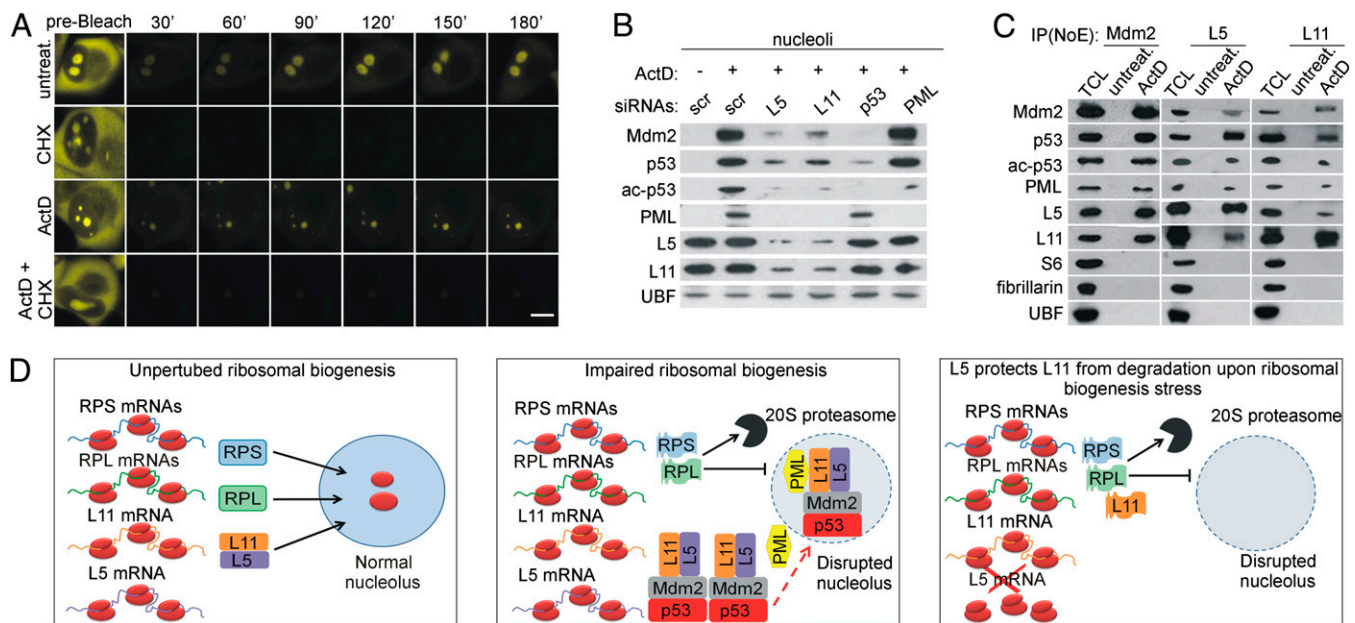 A
pre-Bleach 30' 60' 90' 120' 150' 180'
untreat.
CHX
ActD
ActD +
CHX
B
nucleoli
ActD: - + + + + +
siRNAs: scr scr L5 L11 p53 PML
Mdm2
p53
ac-p53
PML
L5
L11
UBF
C
IP(NoE): Mdm2 L5 L11
TCL untreat. ActD TCL untreat. ActD TCL untreat. ActD
Mdm2
p53
ac-p53
PML
L5
L11
S6
fibrillarin
UBF
D
Unpertubed ribosomal biogenesis
RPS mRNAs
RPS
RPL mRNAs
RPL
L11 mRNA
L11
L5
L5 mRNA
Normal
nucleolus
Impaired ribosomal biogenesis
RPS mRNAs
20S proteasome
RPS
RPL
RPL mRNAs
PML
L11
L5
Mdm2
p53
L11 mRNA
L11
L5
L11
L5
PML
L5 mRNA
Mdm2
Mdm2
p53
p53
Disrupted
nucleolus
L5 protects L11 from degradation upon ribosomal
biogenesis stress
RPS mRNAs
20S proteasome
RPS
RPL
RPL mRNAs
L11
L11 mRNA
L5 mRNA
Disrupted
nucleolus